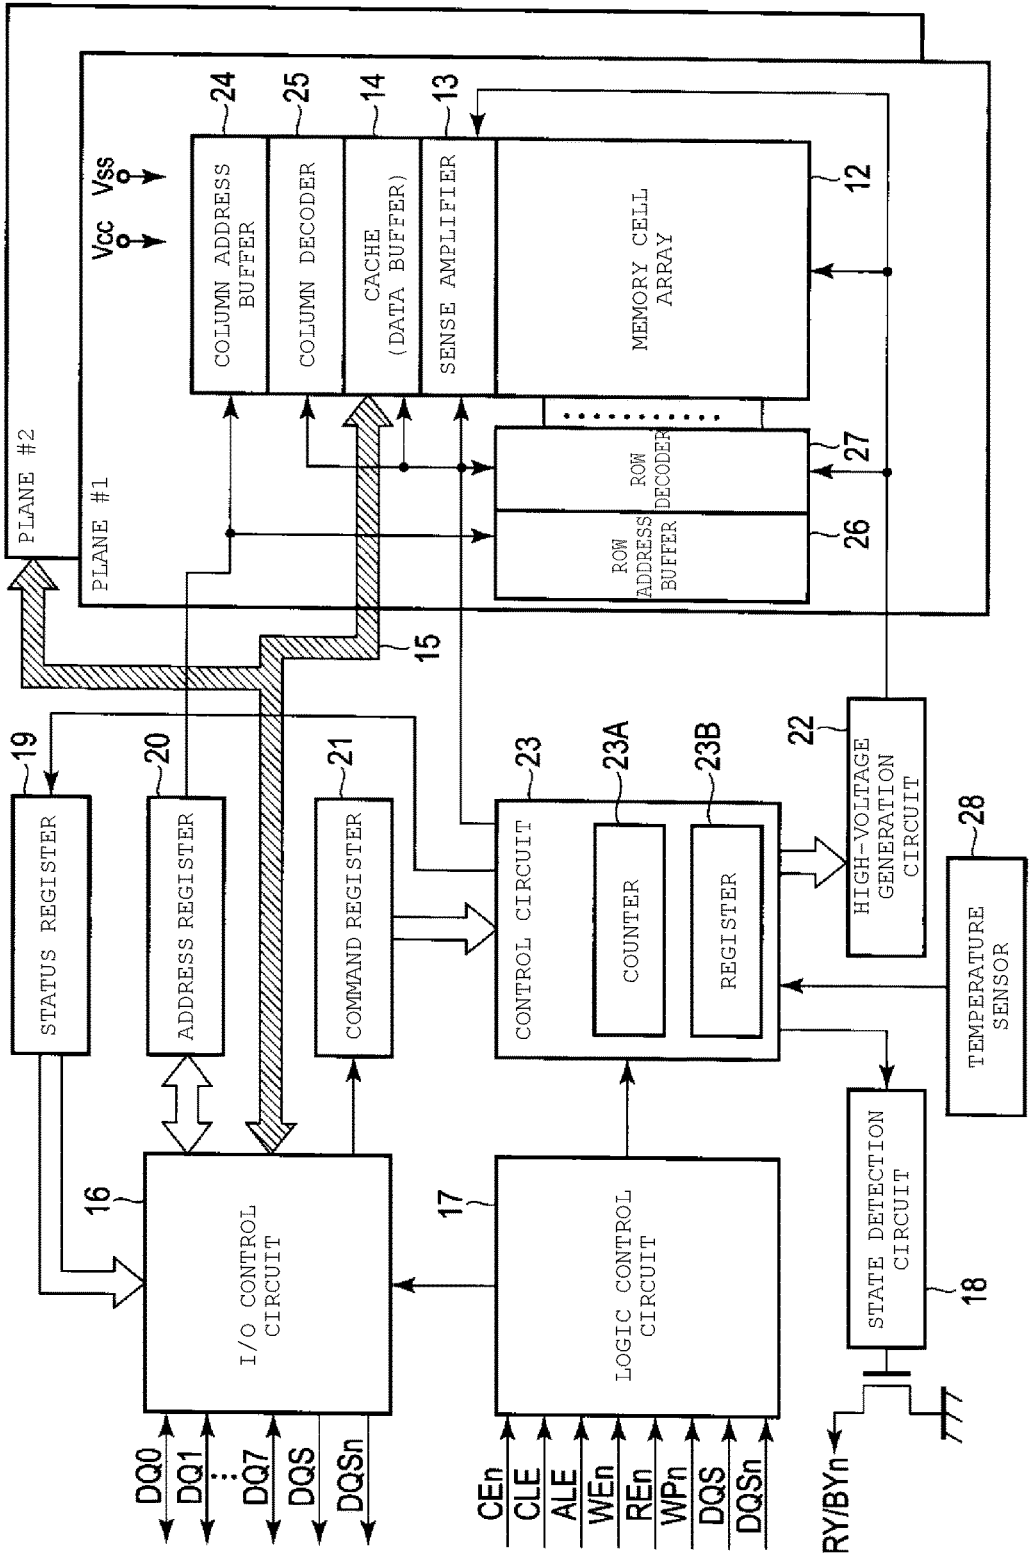 PLANE #2
PLANE #1
Vcc
Vss
COLUMN ADDRESS
BUFFER
24
COLUMN DECODER
25
CACHE
(DATA BUFFER)
14
SENSE AMPLIFIER
13
MEMORY CELL
ARRAY
12
ROW
DECODER
27
ROW
ADDRESS
BUFFER
26
15
STATUS REGISTER
19
ADDRESS REGISTER
20
COMMAND REGISTER
21
CONTROL CIRCUIT
23
COUNTER
23A
REGISTER
23B
HIGH-VOLTAGE
GENERATION
CIRCUIT
22
TEMPERATURE
SENSOR
28
I/O CONTROL
CIRCUIT
16
LOGIC CONTROL
CIRCUIT
17
STATE DETECTION
CIRCUIT
18
DQ0
DQ1
DQ7
DQS
DQSn
CEn
CLE
ALE
WEn
REn
WPn
DQS
DQSn
RY/BYn